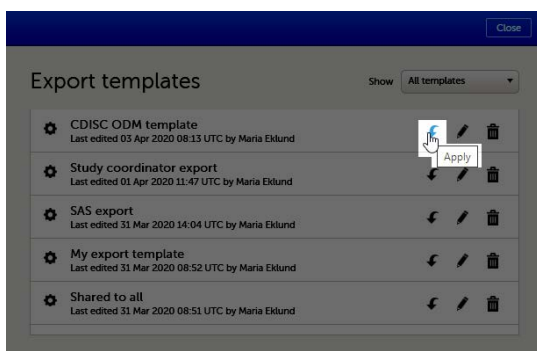 Close
Export templates
Show All templates
CDISC ODM template
Last edited 03 Apr 2020 08:13 UTC by Maria Eklund
Apply
Study coordinator export
Last edited 01 Apr 2020 11:47 UTC by Maria Eklund
SAS export
Last edited 31 Mar 2020 14:04 UTC by Maria Eklund
My export template
Last edited 31 Mar 2020 08:52 UTC by Maria Eklund
Shared to all
Last edited 31 Mar 2020 08:51 UTC by Maria Eklund